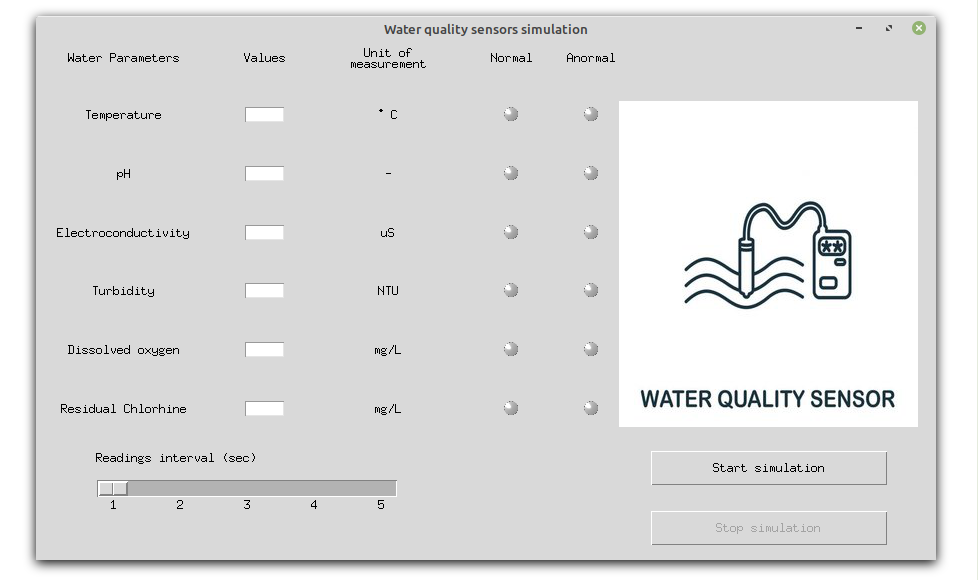 Water quality sensors simulation
Water Parameters Values Unit of measurement Normal Anormal
Temperature ° C
pH -
Electroconductivity uS
Turbidity NTU
Dissolved oxygen mg/L
Residual Chlorhine mg/L
**
WATER QUALITY SENSOR
Readings interval (sec)
1 2 3 4 5
Start simulation
Stop simulation